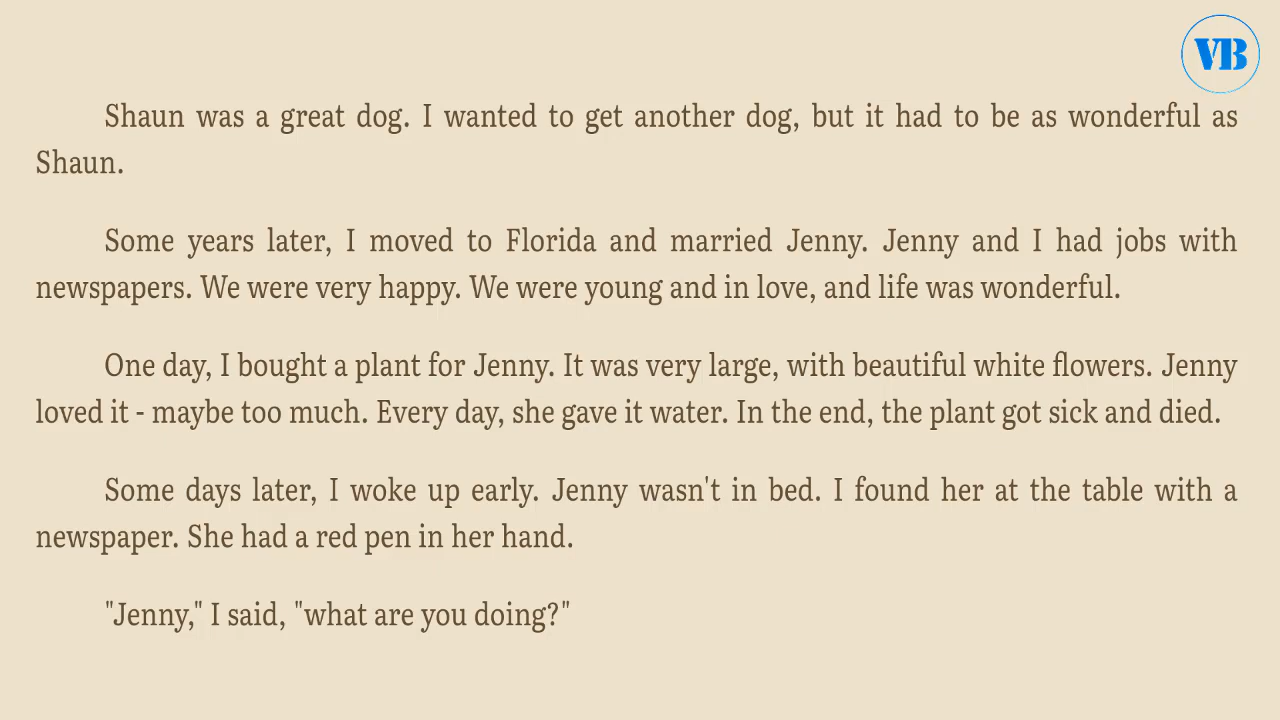 VB
Shaun was a great dog. I wanted to get another dog, but it had to be as wonderful as
Shaun.
Some years later, I moved to Florida and married Jenny. Jenny and I had jobs with
newspapers. We were very happy. We were young and in love, and life was wonderful.
One day, I bought a plant for Jenny. It was very large, with beautiful white flowers. Jenny
loved it - maybe too much. Every day, she gave it water. In the end, the plant got sick and died.
Some days later, I woke up early. Jenny wasn't in bed. I found her at the table with a
newspaper. She had a red pen in her hand.
"Jenny," I said, "what are you doing?"